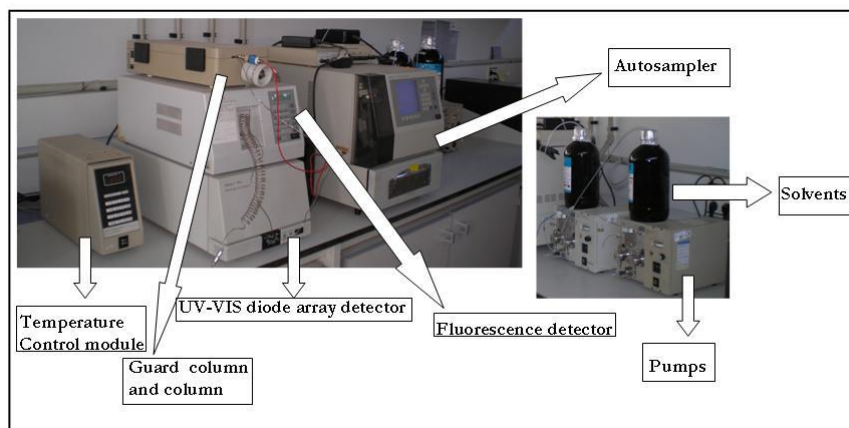 Autosampler
Solvents
UV-VIS diode array detector
Temperature
Control module
Fluorescence detector
Guard column
and column
Pumps